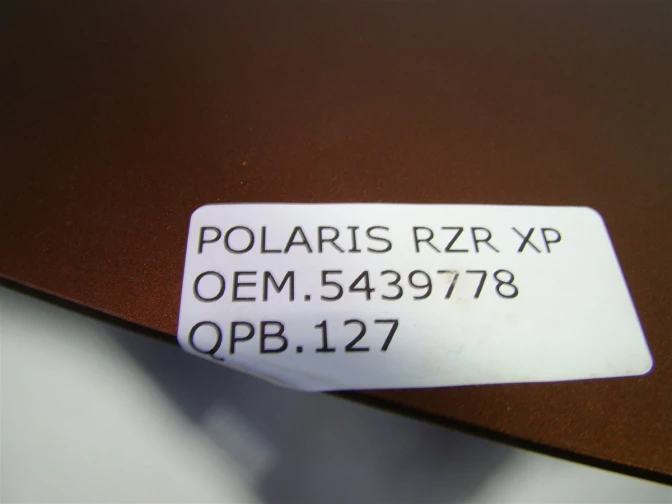 POLARIS RZR XP
OEM.5439778
QPB.127